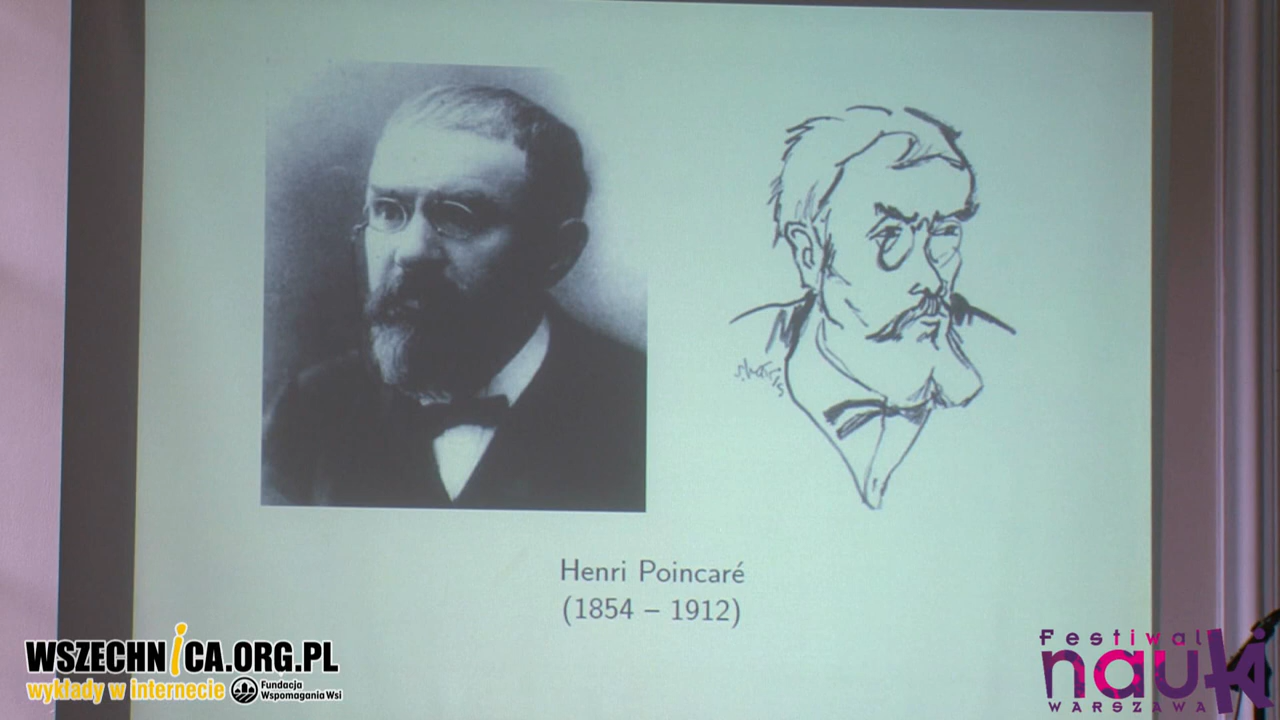 Henri Poincaré
(1854 – 1912)
WSZECHNICA.ORG.PL
wykłady w internecie
Fundacja
Wspomagania Wsi
Festiwal
nauki
WARSZAWA